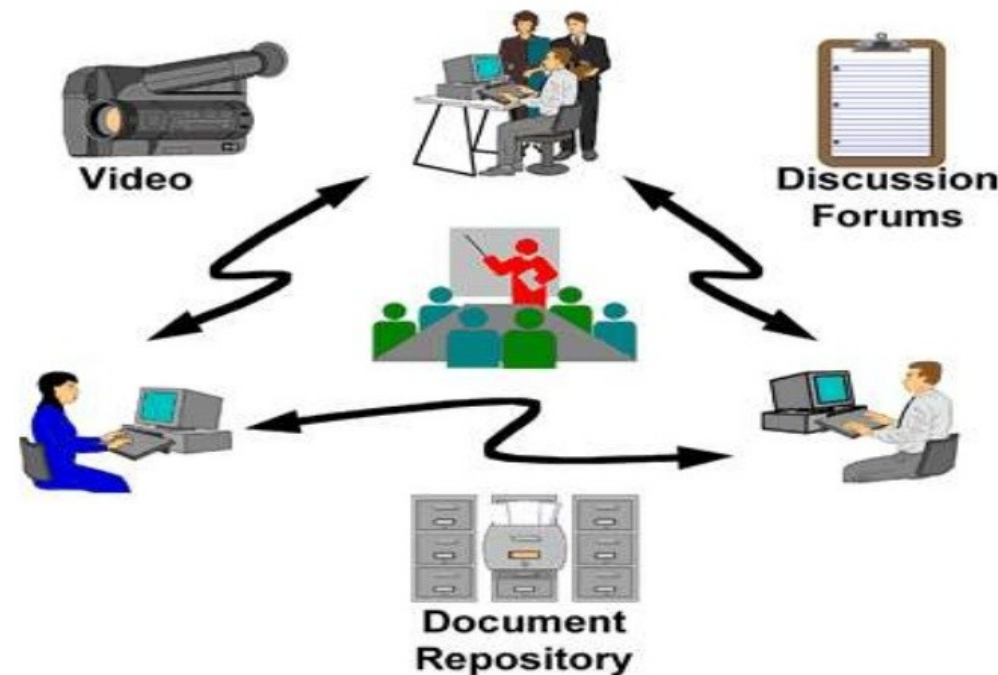 Video
Discussion
Forums
Document
Repository